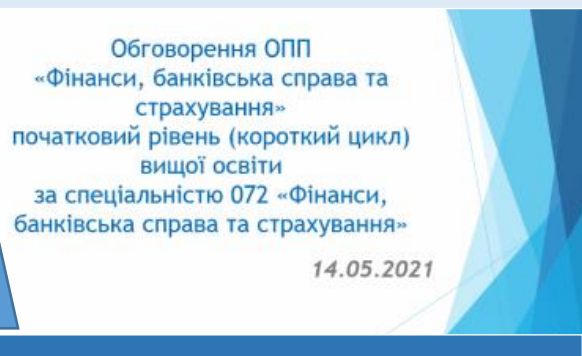 Обговорення ОПП
«Фінанси, банківська справа та
страхування»
початковий рівень (короткий цикл)
вищої освіти
за спеціальністю 072 «Фінанси,
банківська справа та страхування»
14.05.2021